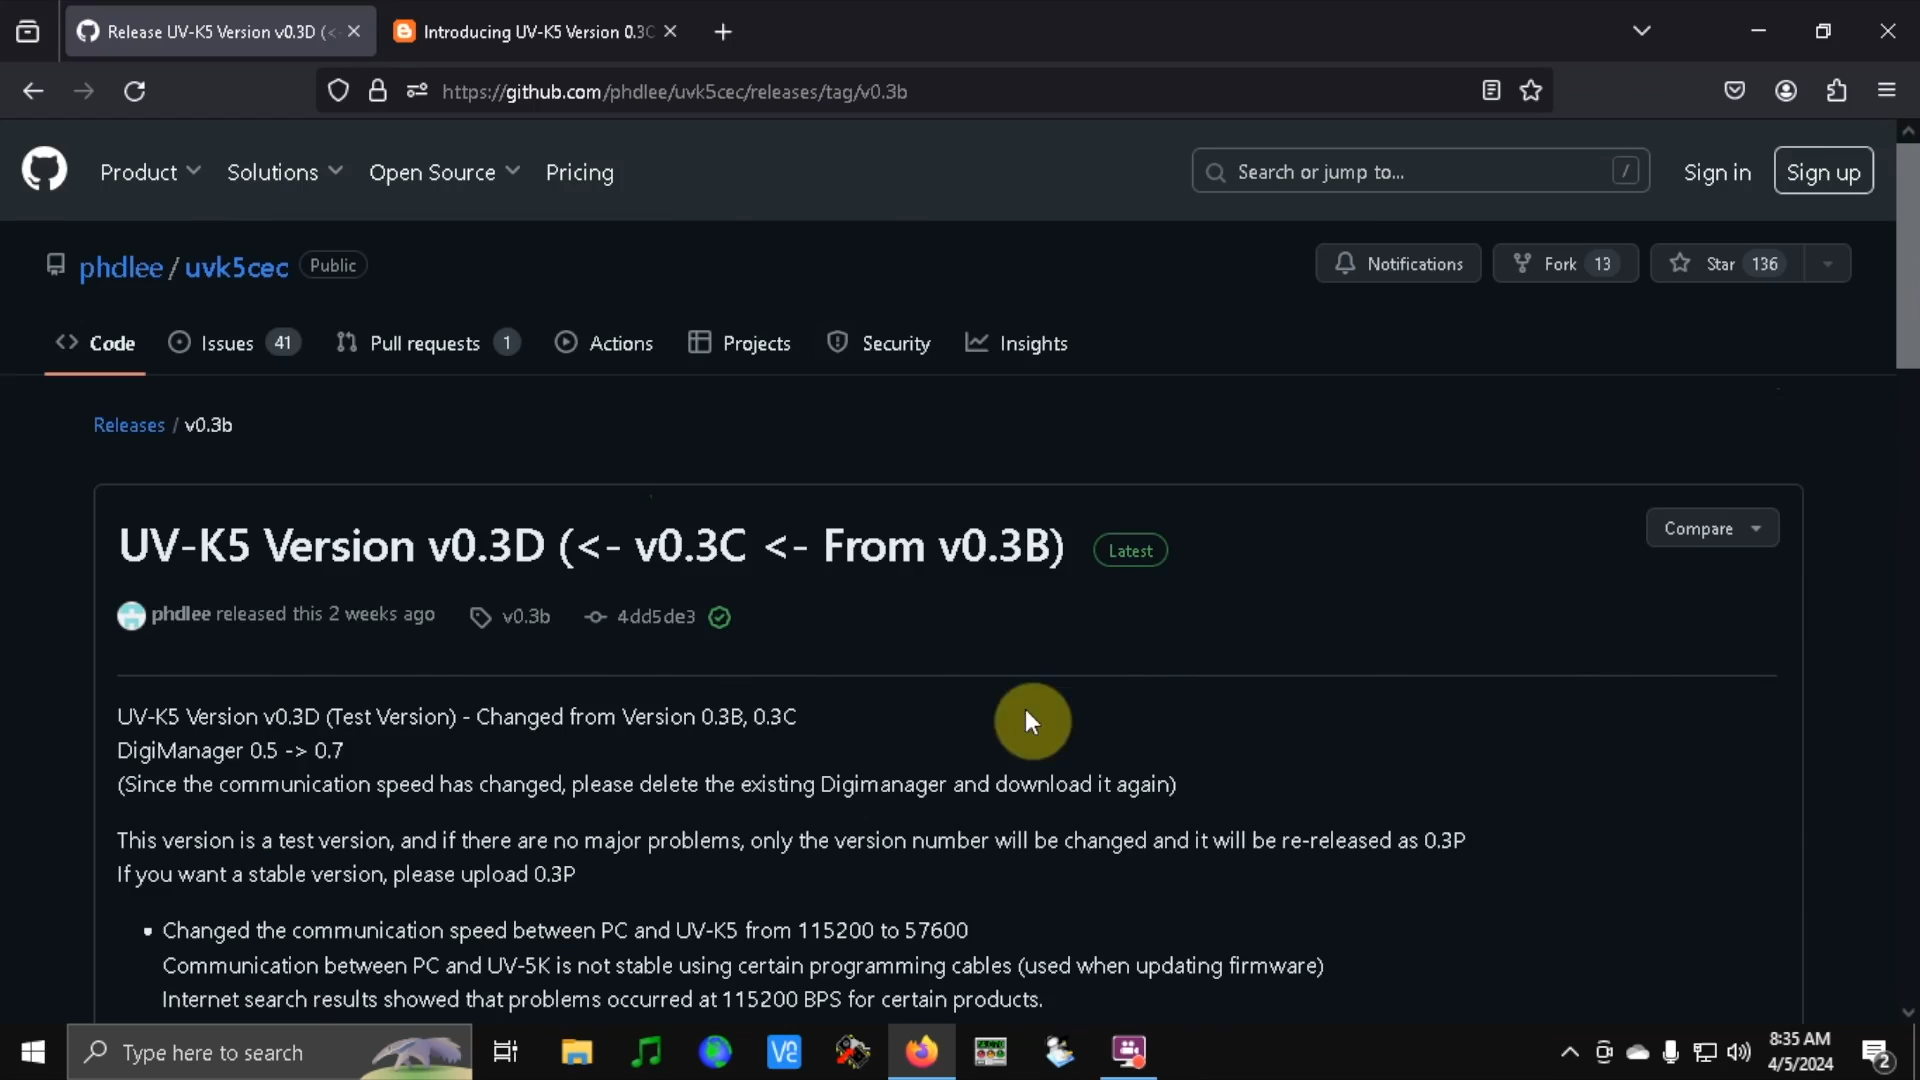 Release UV-K5 Version v0.3D (<-
Introducing UV-K5 Version 0.3C
https://github.com/phdlee/uvk5cec/releases/tag/v0.3b
Product
Solutions
Open Source
Pricing
Search or jump to...
/
Sign in
Sign up
phdlee / uvk5cec
Public
Notifications
Fork 13
Star 136
Code
Issues 41
Pull requests 1
Actions
Projects
Security
Insights
Releases / v0.3b
UV-K5 Version v0.3D (<- v0.3C <- From v0.3B)
Latest
Compare
phdlee released this 2 weeks ago
v0.3b
4dd5de3
UV-K5 Version v0.3D (Test Version) - Changed from Version 0.3B, 0.3C
DigiManager 0.5 -> 0.7
(Since the communication speed has changed, please delete the existing Digimanager and download it again)
This version is a test version, and if there are no major problems, only the version number will be changed and it will be re-released as 0.3P
If you want a stable version, please upload 0.3P
• Changed the communication speed between PC and UV-K5 from 115200 to 57600
Communication between PC and UV-5K is not stable using certain programming cables (used when updating firmware)
Internet search results showed that problems occurred at 115200 BPS for certain products.
Type here to search
8:35 AM
4/5/2024
2